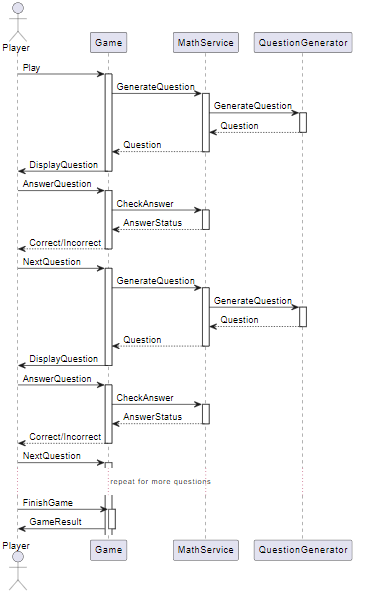 Player
Game MathService QuestionGenerator
Play
GenerateQuestion
GenerateQuestion
Question
Question
DisplayQuestion
AnswerQuestion
CheckAnswer
AnswerStatus
Correct/Incorrect
NextQuestion
GenerateQuestion
GenerateQuestion
Question
Question
DisplayQuestion
AnswerQuestion
CheckAnswer
AnswerStatus
Correct/Incorrect
NextQuestion
repeat for more questions
FinishGame
GameResult
Player
Game MathService QuestionGenerator